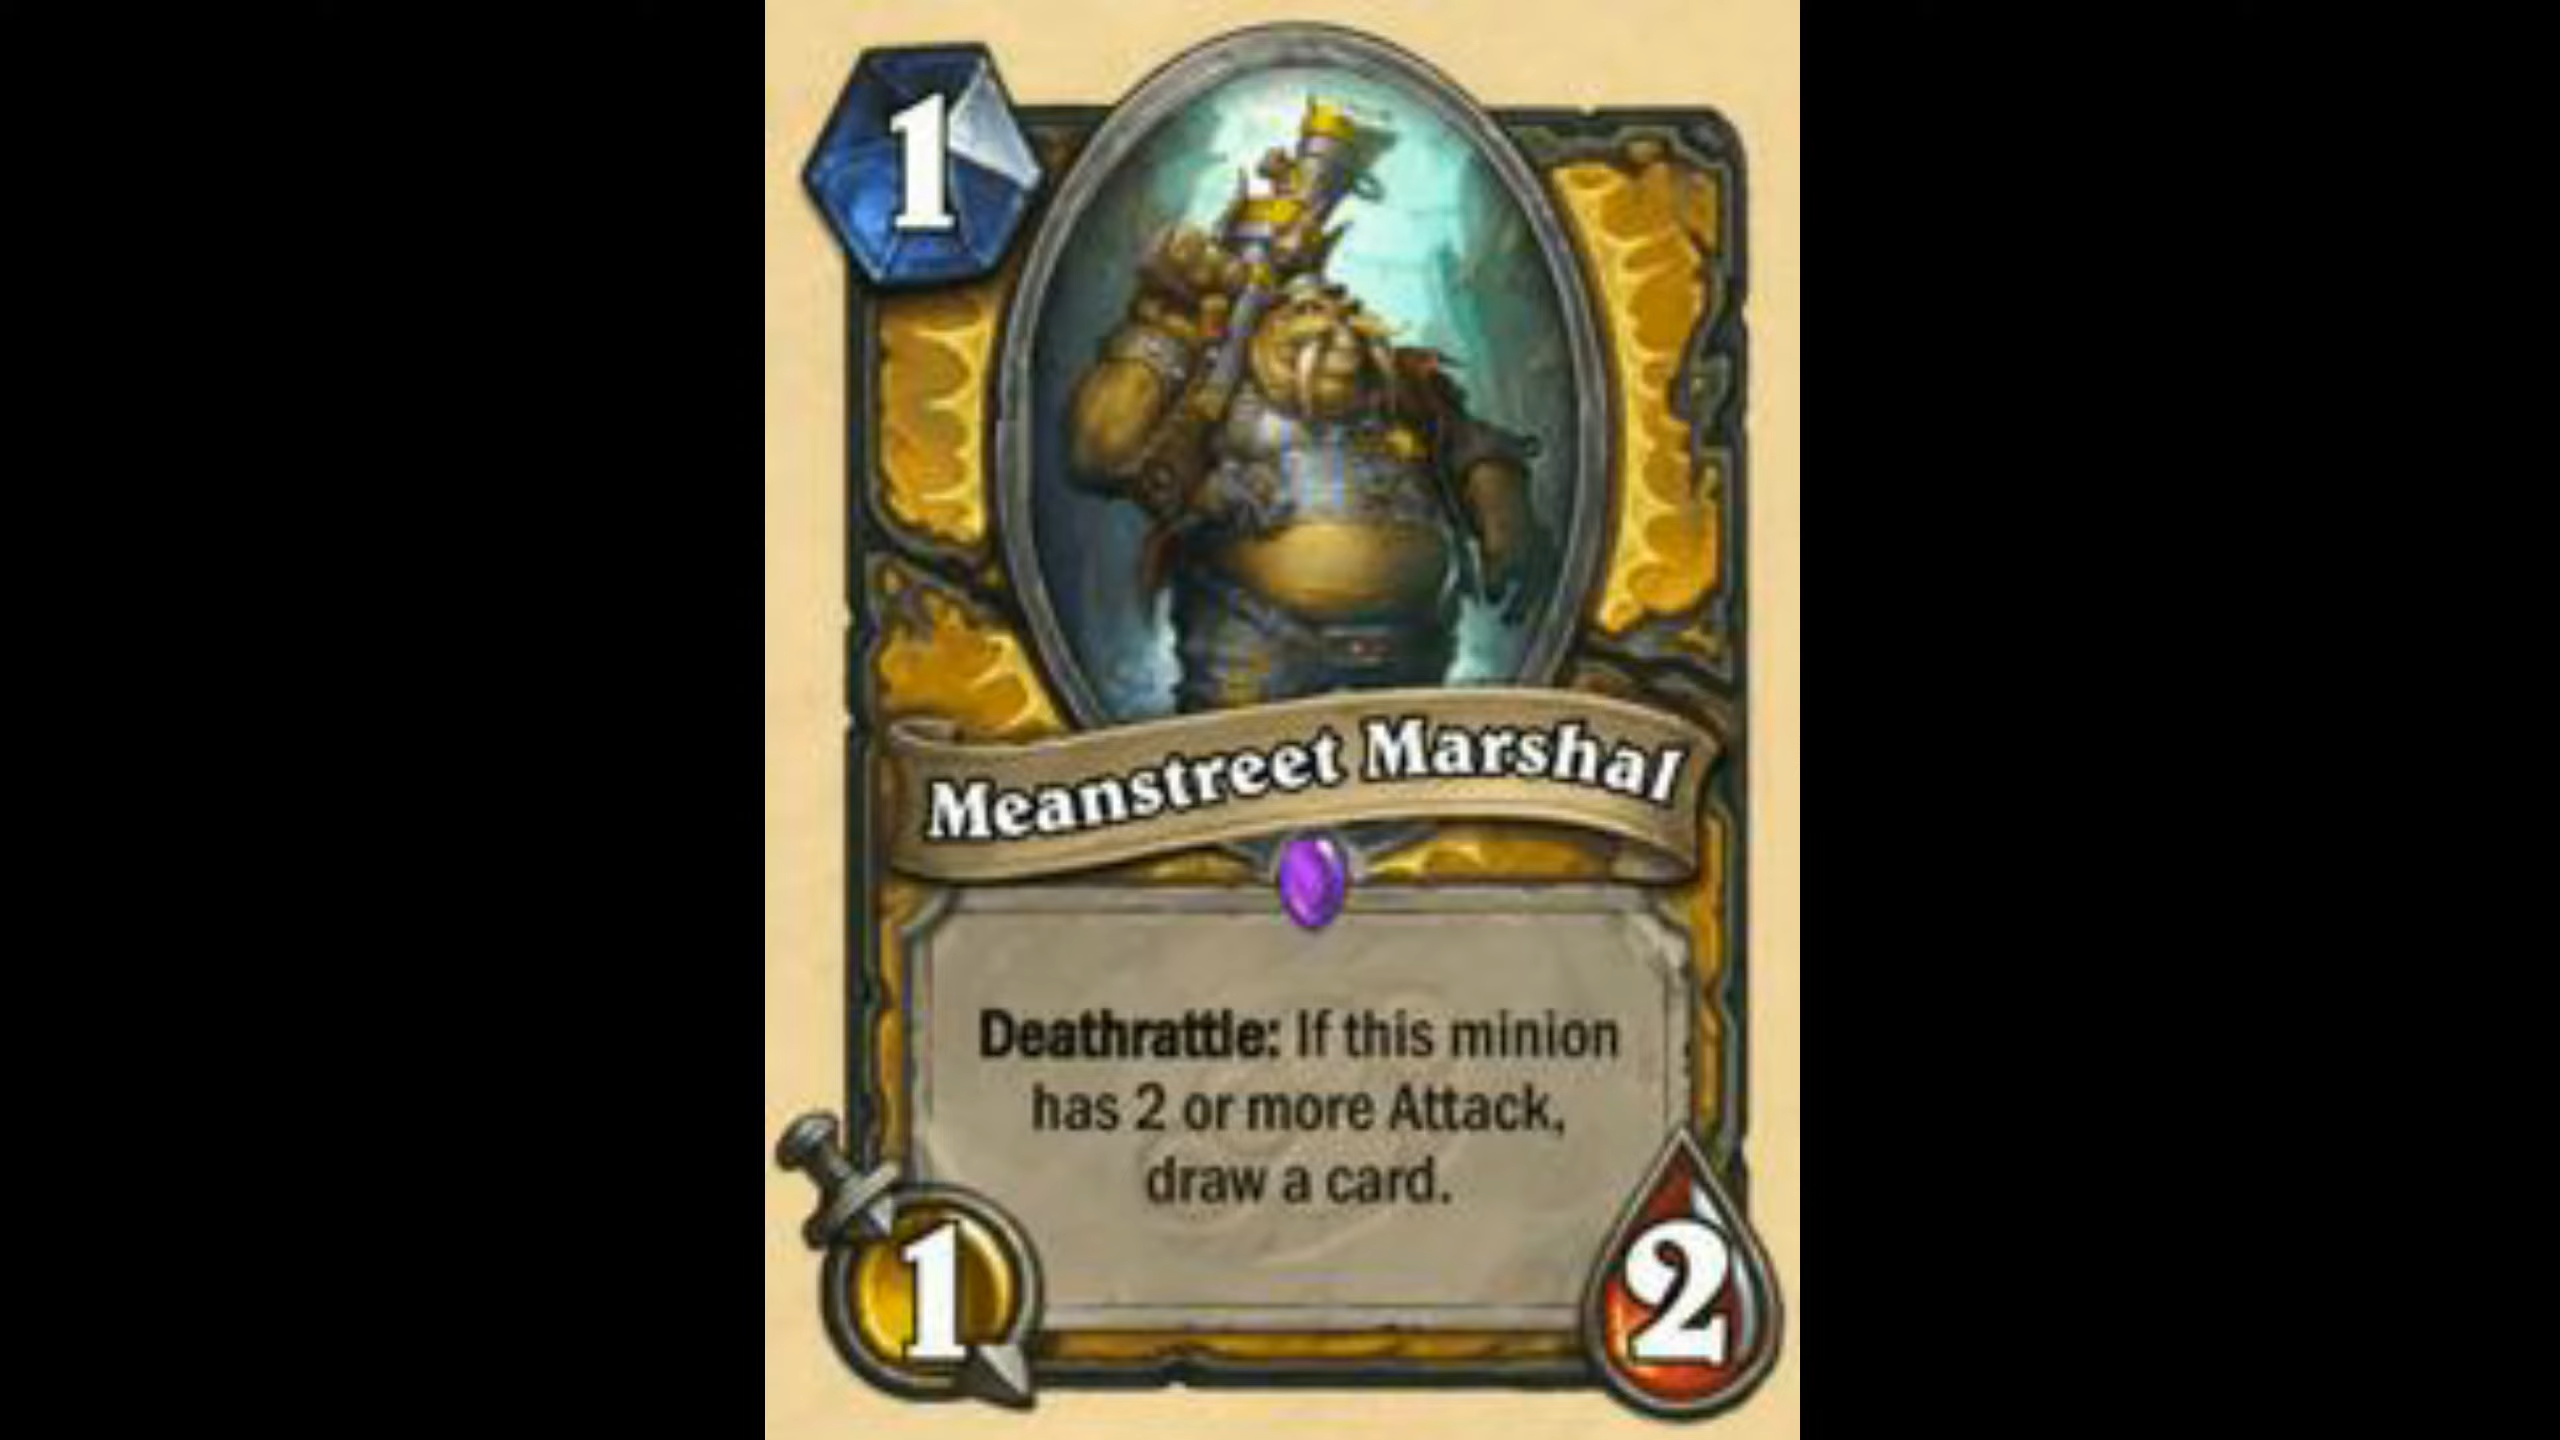 1
Meanstreet Marshal
Deathrattle: If this minion
has 2 or more Attack,
draw a card.
1
2